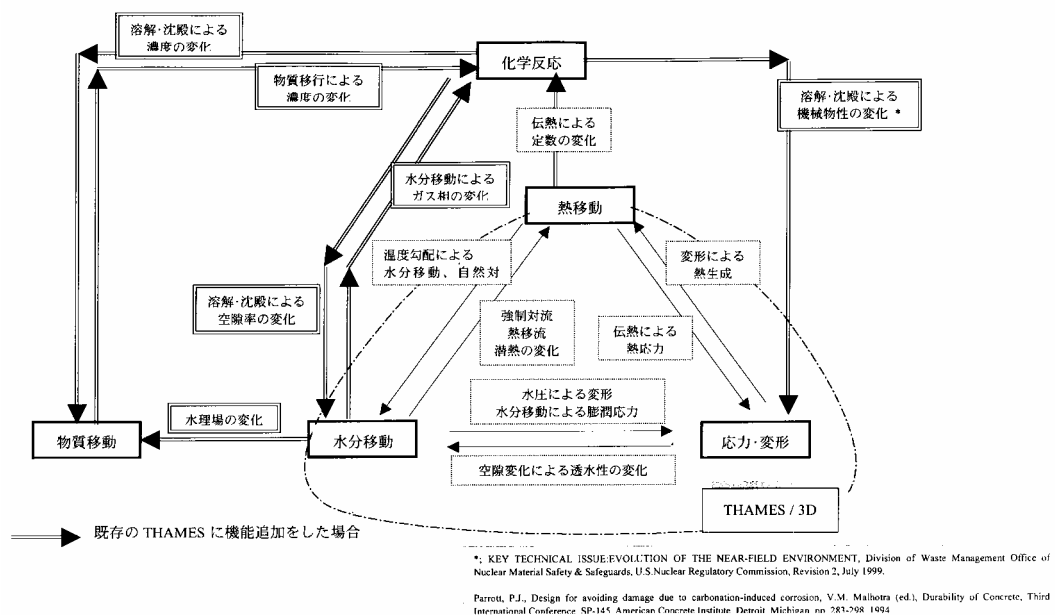 溶解・沈殿による
濃度の変化
化学反応
物質移行による
濃度の変化
溶解・沈殿による
機械物性の変化 *
伝熱による
定数の変化
水分移動による
ガス相の変化
熱移動
温度勾配による
水分移動、自然対
変形による
熱生成
溶解・沈殿による
空隙率の変化
強制対流
熱移流
潜熱の変化
伝熱による
熱応力
水圧による変形
水分移動による膨潤応力
水理場の変化
物質移動
水分移動
応力・変形
空隙変化による透水性の変化
THAMES / 3D
既存の THAMES に機能追加をした場合
*; KEY TECHNICAL ISSUE:EVOLUTION OF THE NEAR-FIELD ENVIRONMENT, Division of Waste Management Office of
Nuclear Material Safety & Safeguards, U.S.Nuclear Regulatory Commission, Revision 2, July 1999.
Parrott, P.J., Design for avoiding damage due to carbonation-induced corrosion, V.M. Malhotra (ed.), Durability of Concrete, Third
International Conference, SP-145, American Concrete Institute, Detroit, Michigan, pp. 283-298, 1994